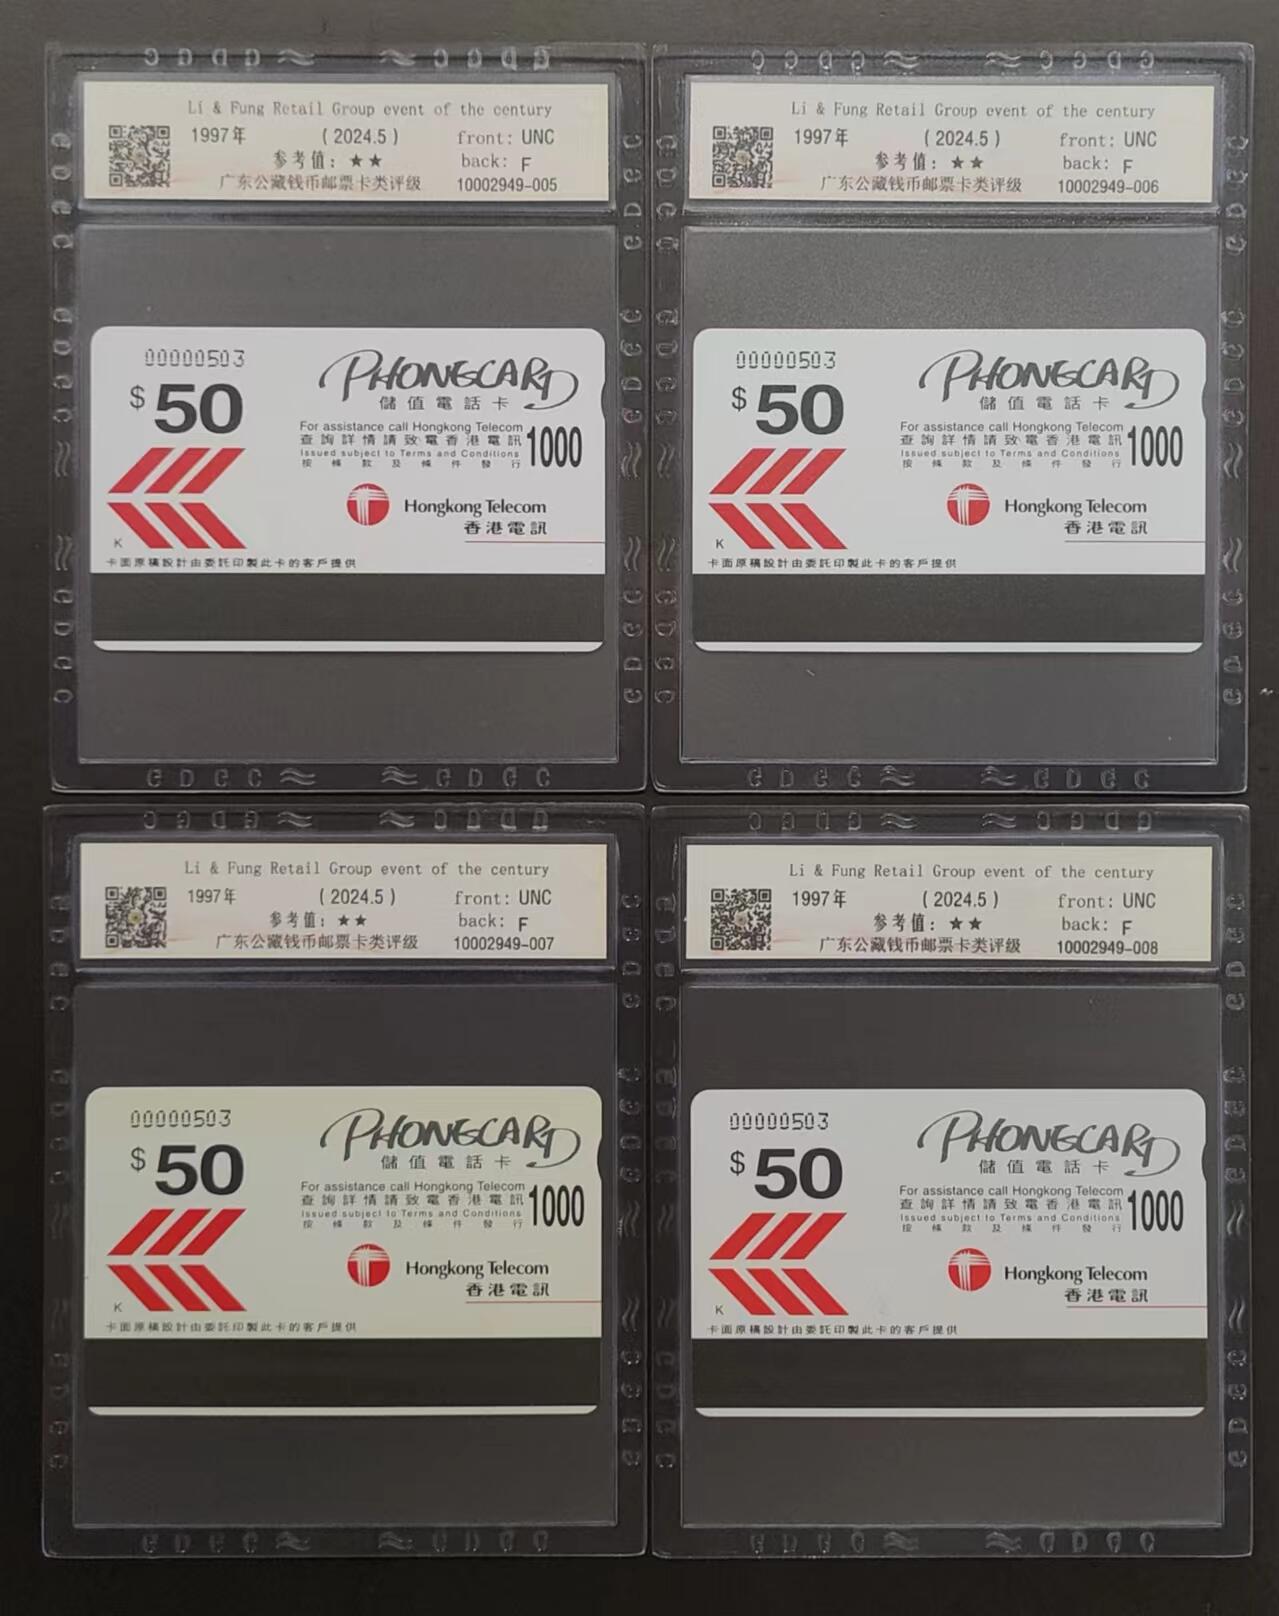 Li & Fung Retail Group event of the century
1997年 (2024.5) front: UNC
参考值: ★★ back: F
广东公藏钱币邮票卡类评级 10002949-005
00000503
$50
PHONECARD
儲值電話卡
For assistance call Hongkong Telecom
查詢詳情請致電香港電訊
1000
Issued subject to Terms and Conditions
按條款及條件發行
Hongkong Telecom
香港電訊
K
卡面原稿設計由委託印製此卡的客戶提供
GDGC GDGC
Li & Fung Retail Group event of the century
1997年 (2024.5) front: UNC
参考值: ★★ back: F
广东公藏钱币邮票卡类评级 10002949-006
00000503
$50
PHONECARD
儲值電話卡
For assistance call Hongkong Telecom
查詢詳情請致電香港電訊
1000
Issued subject to Terms and Conditions
按條款及條件發行
Hongkong Telecom
香港電訊
K
卡面原稿設計由委託印製此卡的客戶提供
GDGC GDGC
Li & Fung Retail Group event of the century
1997年 (2024.5) front: UNC
参考值: ★★ back: F
广东公藏钱币邮票卡类评级 10002949-007
00000503
$50
PHONECARD
儲值電話卡
For assistance call Hongkong Telecom
查詢詳情請致電香港電訊
1000
Issued subject to Terms and Conditions
按條款及條件發行
Hongkong Telecom
香港電訊
K
卡面原稿設計由委託印製此卡的客戶提供
GDGC GDGC
Li & Fung Retail Group event of the century
1997年 (2024.5) front: UNC
参考值: ★★ back: F
广东公藏钱币邮票卡类评级 10002949-008
00000503
$50
PHONECARD
儲值電話卡
For assistance call Hongkong Telecom
查詢詳情請致電香港電訊
1000
Issued subject to Terms and Conditions
按條款及條件發行
Hongkong Telecom
香港電訊
K
卡面原稿設計由委託印製此卡的客戶提供
GDGC GDGC